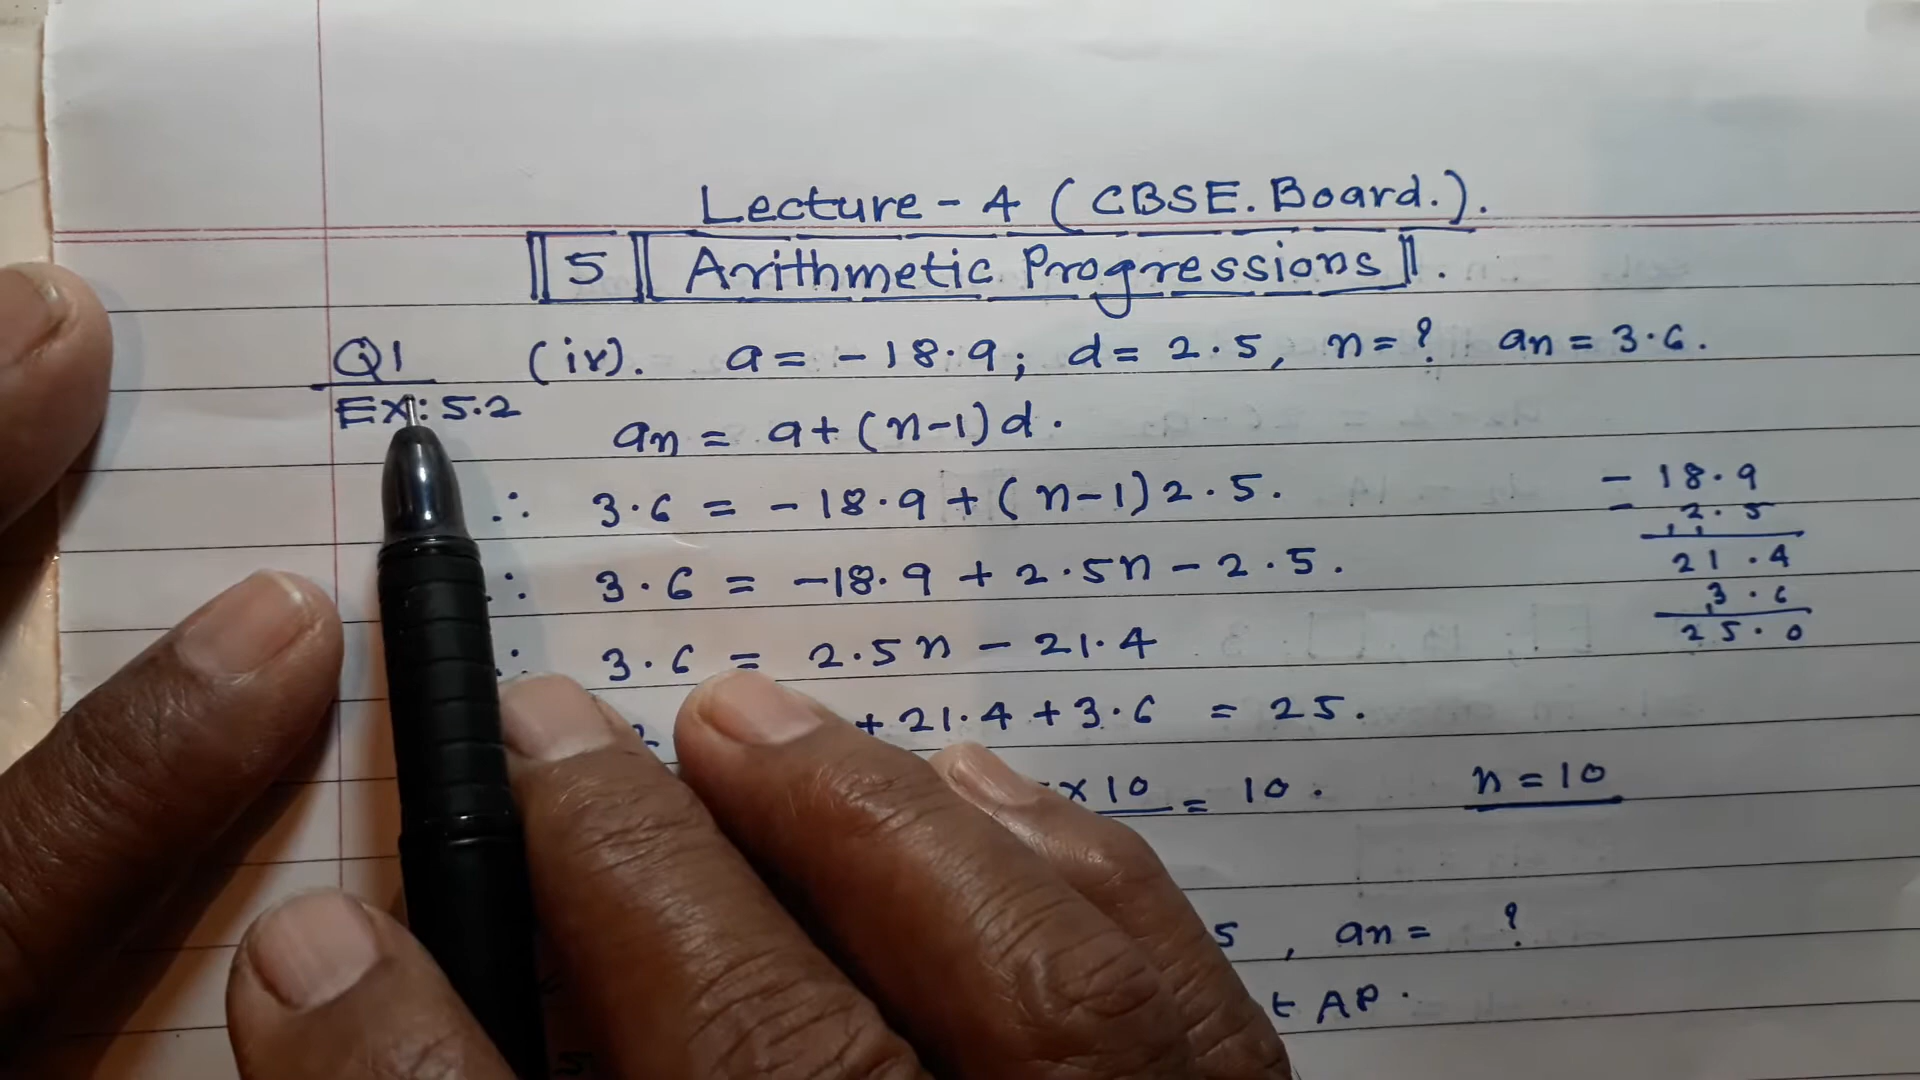 Lecture - 4 (CBSE. Board.).
5 Arithmetic Progressions.
Q1 (iv). a = -18.9; d = 2.5, n = ? an = 3.6.
Ex: 5.2
an = a + (n-1) d.
∴ 3.6 = -18.9 + (n-1) 2.5.
∴ 3.6 = -18.9 + 2.5n - 2.5.
∴ 3.6 = 2.5n - 21.4
+ 21.4 + 3.6 = 25.
x 10 = 10. n = 10
5, an = ?
AP.
- 18.9
- 2.5
21.4
3.6
25.0